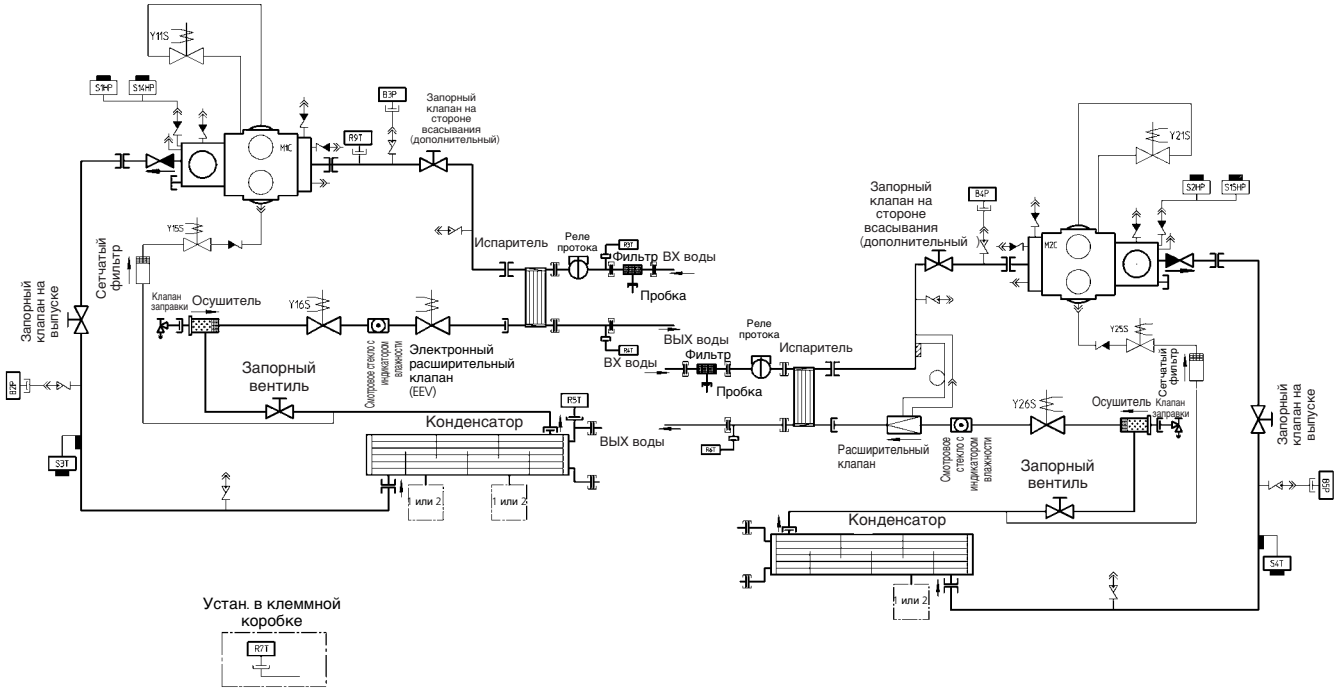 Y11S
S1HP
S14HP
B3P
Запорный
клапан на
стороне
всасывания
(дополнительный)
R9T
M1C
Y15S
Сетчатый
фильтр
Запорный
клапан на
выпуске
Клапан
заправки
Осушитель
Y16S
Испаритель
Реле
протока
R3T
Фильтр
ВХ воды
Пробка
ВЫХ воды
R4T
ВХ воды
Смотровое стекло с
индикатором
влажности
Электронный
расширительный
клапан
(EEV)
Запорный
вентиль
B2P
S3T
R5T
Конденсатор
ВЫХ воды
1 или 2
1 или 2
Устан. в клеммной
коробке
R7T
Y21S
S2HP
S15HP
B4P
Запорный
клапан на
стороне
всасывания
(дополнительный)
M2C
Y25S
Сетчатый
фильтр
Запорный
клапан на
выпуске
Реле
протока
Фильтр
Испаритель
Пробка
Y26S
Осушитель
Клапан
заправки
R6T
Расширительный
клапан
Смотровое
стекло с
индикатором
влажности
Запорный
вентиль
B5P
S4T
Конденсатор
1 или 2